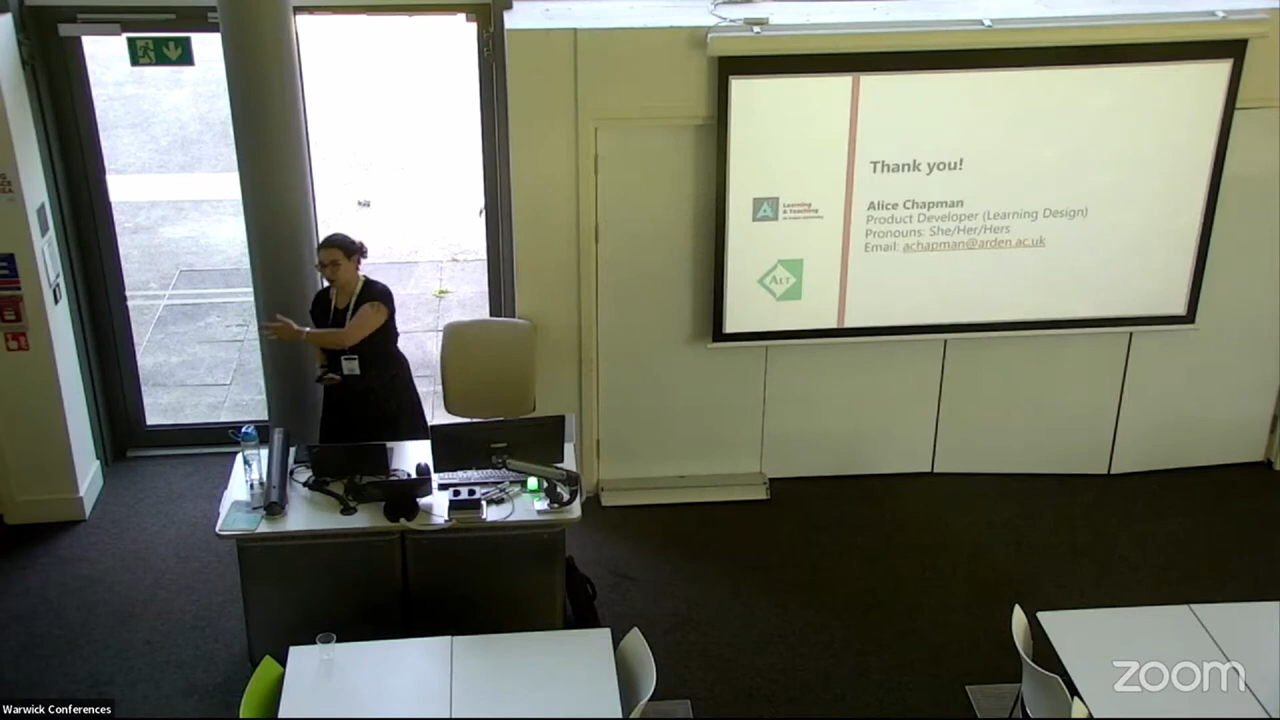 Thank you!
Alice Chapman
Product Developer (Learning Design)
Pronouns: She/Her/Hers
Email: achapman@arden.ac.uk
Learning
& Teaching
ALT
zoom
Warwick Conferences